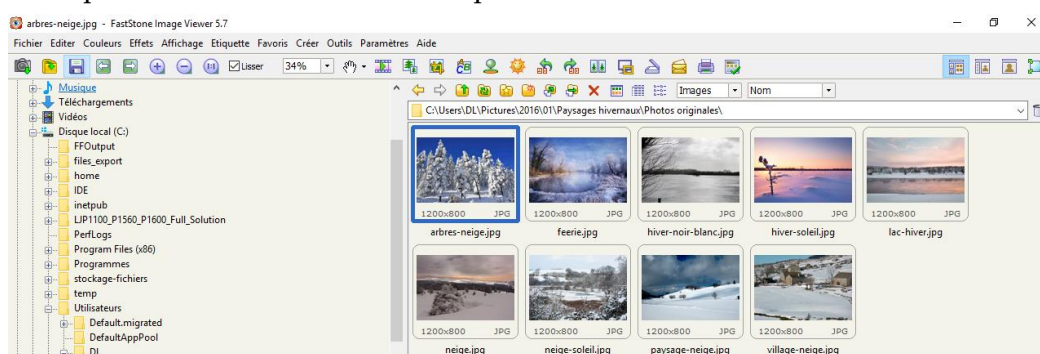 arbres-neige.jpg - FastStone Image Viewer 5.7
Fichier Editer Couleurs Effets Affichage Etiquette Favoris Créer Outils Paramètres Aide
Lisser 34%
Musique
Images Nom
Téléchargements
C:\Users\DL\Pictures\2016\01\Paysages hivernaux\Photos originales\
Vidéos
Disque local (C:)
FFOutput
files_export
home
IDE
inetpub
LJP1100_P1560_P1600_Full_Solution
PerfLogs
Program Files (x86)
Programmes
stockage-fichiers
temp
Utilisateurs
Default.migrated
DefaultAppPool
DL
1200x800 JPG 1200x800 JPG 1200x800 JPG 1200x800 JPG 1200x800 JPG
arbres-neige.jpg feerie.jpg hiver-noir-blanc.jpg hiver-soleil.jpg lac-hiver.jpg
1200x800 JPG 1200x800 JPG 1200x800 JPG 1200x800 JPG
neige.jpg neige-soleil.jpg paysage-neige.jpg village-neige.jpg